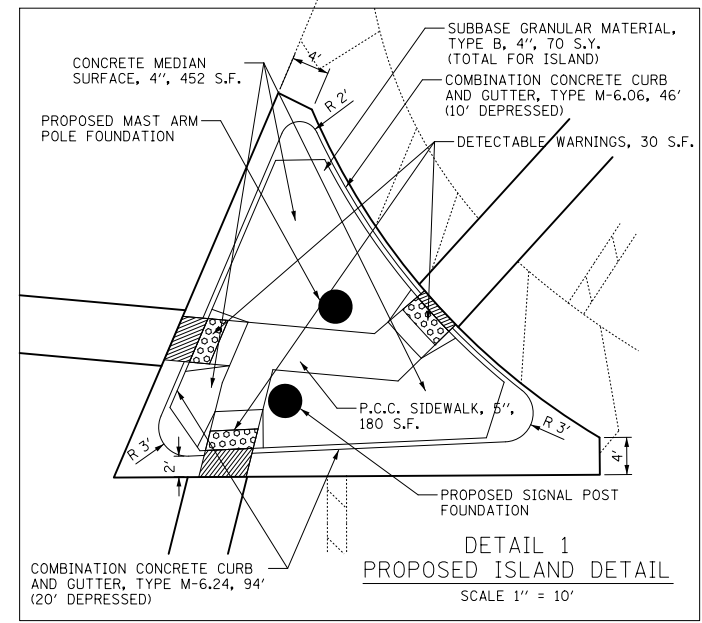 SUBBASE GRANULAR MATERIAL,
TYPE B, 4", 70 S.Y.
(TOTAL FOR ISLAND)
4'
CONCRETE MEDIAN
SURFACE, 4", 452 S.F.
COMBINATION CONCRETE CURB
AND GUTTER, TYPE M-6.06, 46'
(10' DEPRESSED)
R 2'
PROPOSED MAST ARM
POLE FOUNDATION
DETECTABLE WARNINGS, 30 S.F.
P.C.C. SIDEWALK, 5",
180 S.F.
R 3'
R 3'
2'
4'
PROPOSED SIGNAL POST
FOUNDATION
COMBINATION CONCRETE CURB
AND GUTTER, TYPE M-6.24, 94'
(20' DEPRESSED)
DETAIL 1
PROPOSED ISLAND DETAIL
SCALE 1" = 10'